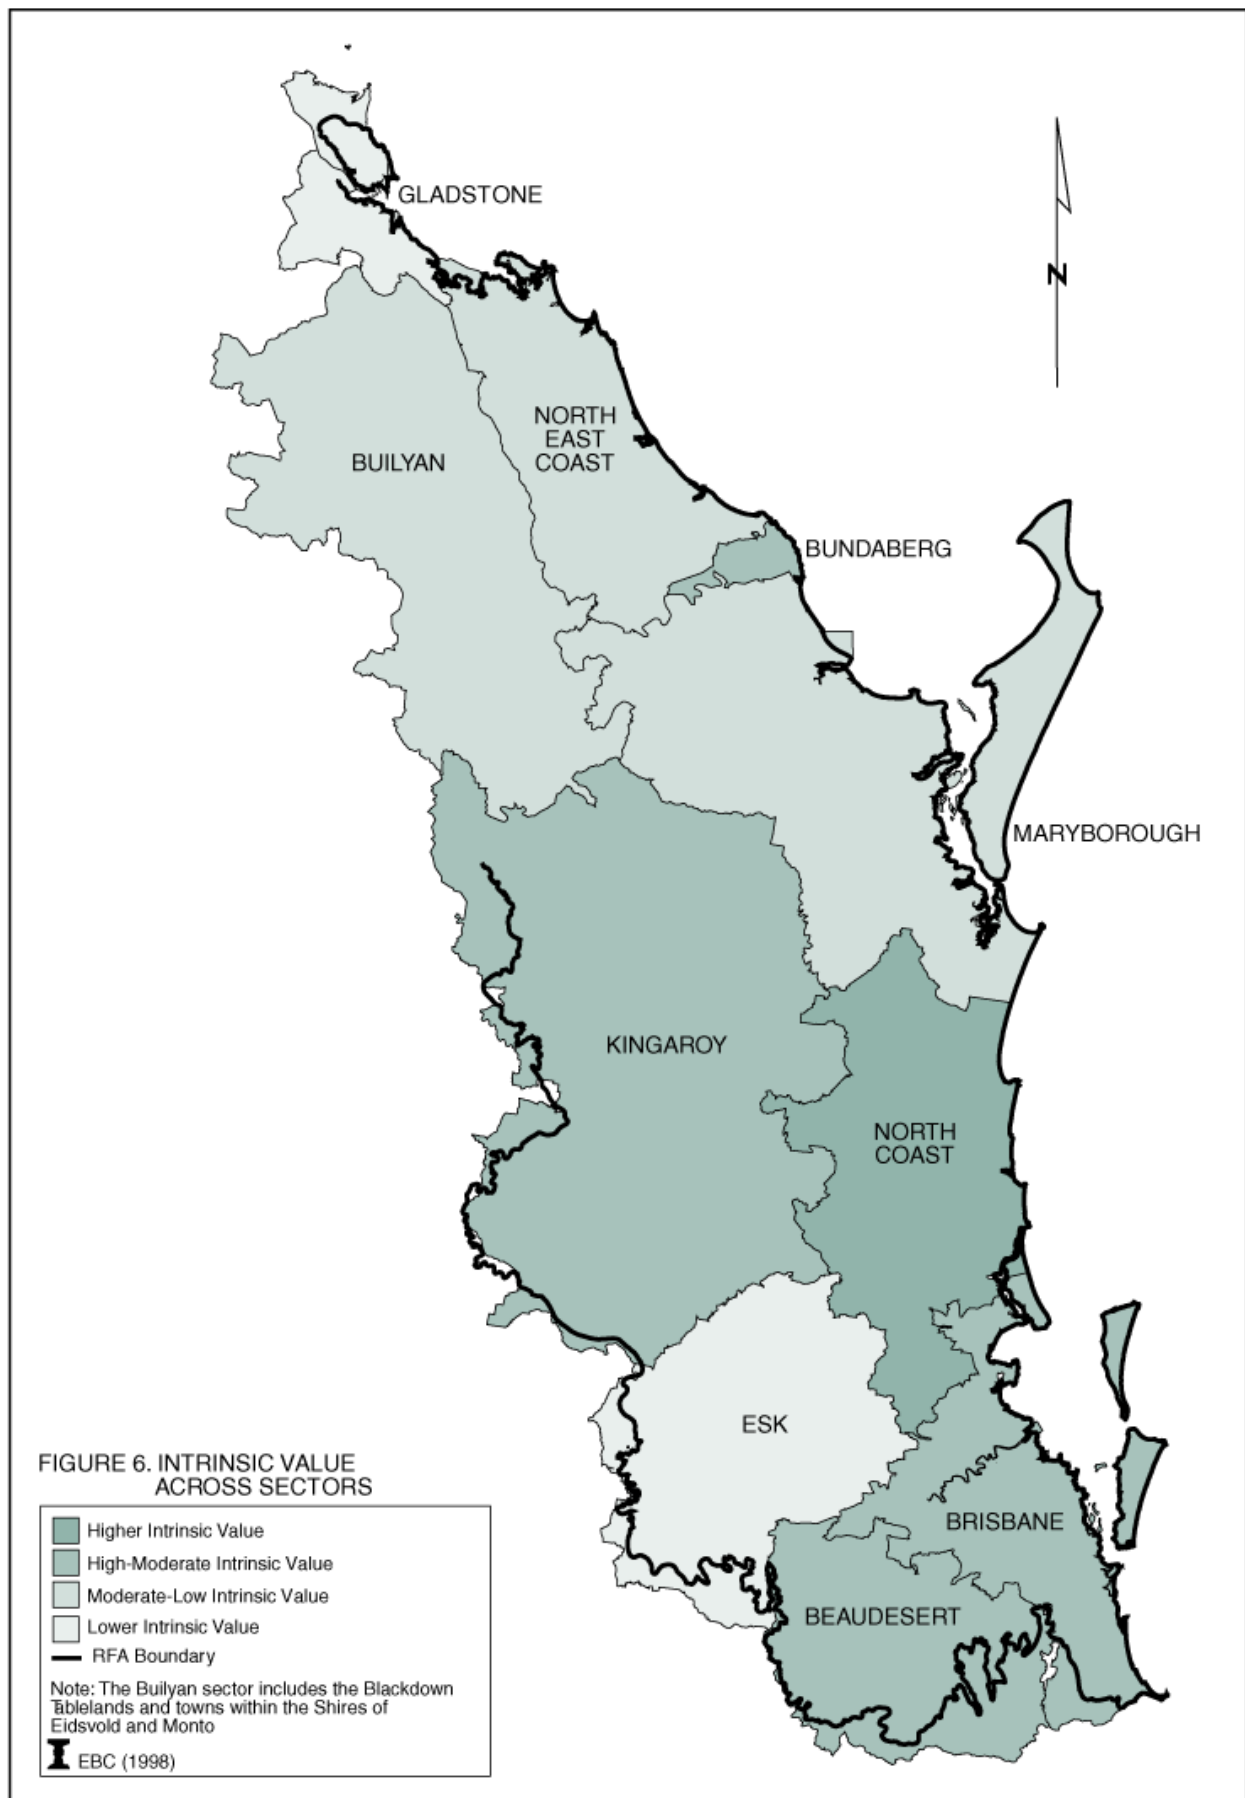 GLADSTONE
N
NORTH
EAST
COAST
BUILYAN
BUNDABERG
MARYBOROUGH
KINGAROY
NORTH
COAST
ESK
BRISBANE
BEAUDESERT
FIGURE 6. INTRINSIC VALUE
ACROSS SECTORS
Higher Intrinsic Value
High-Moderate Intrinsic Value
Moderate-Low Intrinsic Value
Lower Intrinsic Value
RFA Boundary
Note: The Builyan sector includes the Blackdown
Tablelands and towns within the Shires of
Eidsvold and Monto
EBC (1998)